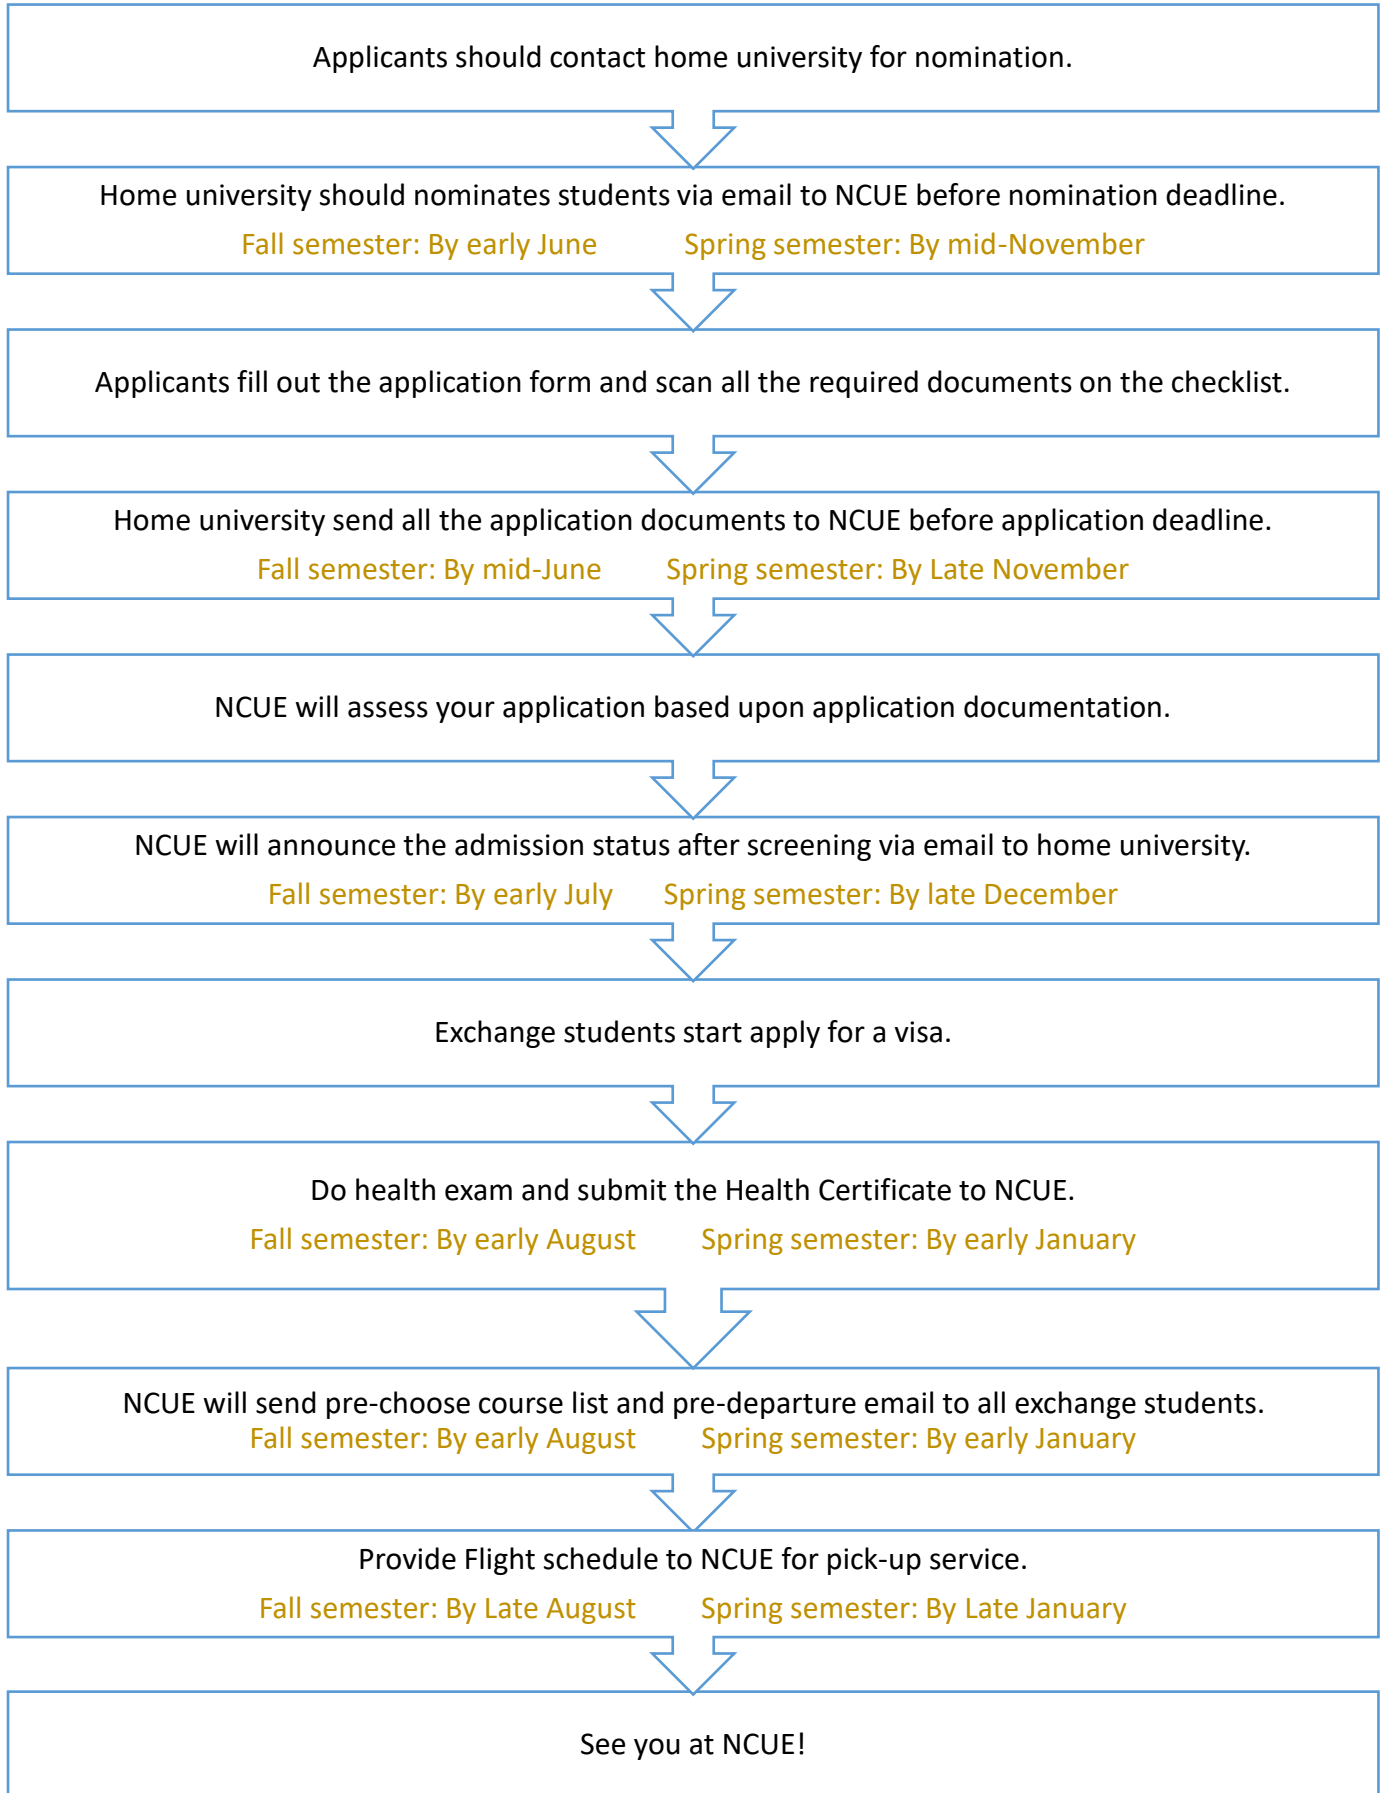 Applicants should contact home university for nomination.
Home university should nominates students via email to NCUE before nomination deadline.
Fall semester: By early June Spring semester: By mid-November
Applicants fill out the application form and scan all the required documents on the checklist.
Home university send all the application documents to NCUE before application deadline.
Fall semester: By mid-June Spring semester: By Late November
NCUE will assess your application based upon application documentation.
NCUE will announce the admission status after screening via email to home university.
Fall semester: By early July Spring semester: By late December
Exchange students start apply for a visa.
Do health exam and submit the Health Certificate to NCUE.
Fall semester: By early August Spring semester: By early January
NCUE will send pre-choose course list and pre-departure email to all exchange students.
Fall semester: By early August Spring semester: By early January
Provide Flight schedule to NCUE for pick-up service.
Fall semester: By Late August Spring semester: By Late January
See you at NCUE!